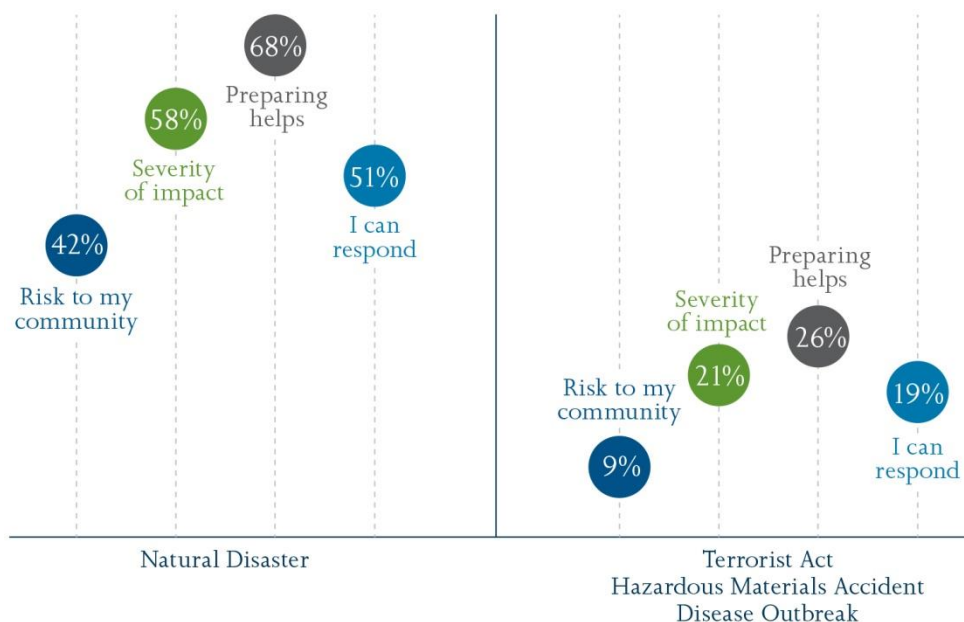 68%
Preparing
helps
58%
Severity
of impact
51%
I can
respond
42%
Risk to my
community
Preparing
helps
26%
Severity
of impact
21%
Risk to my
community
19%
I can
respond
9%
Natural Disaster
Terrorist Act
Hazardous Materials Accident
Disease Outbreak